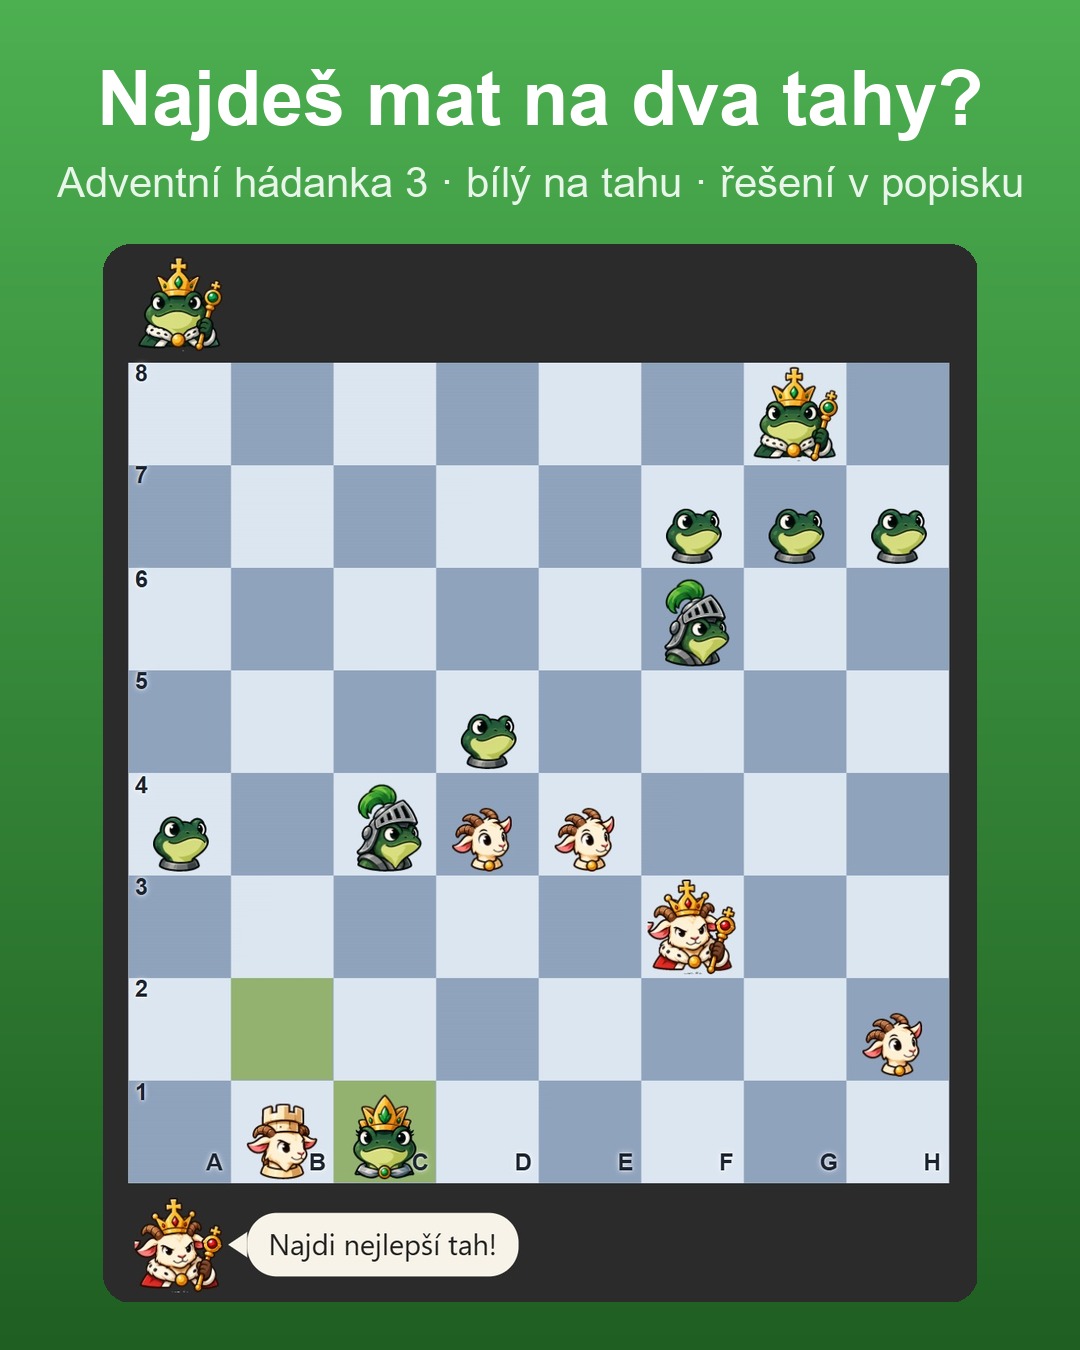 Najdeš mat na dva tahy?
Adventní hádanka 3 · bílý na tahu · řešení v popisku
8
7
6
5
4
3
2
1
A B C D E F G H
Najdi nejlepší tah!